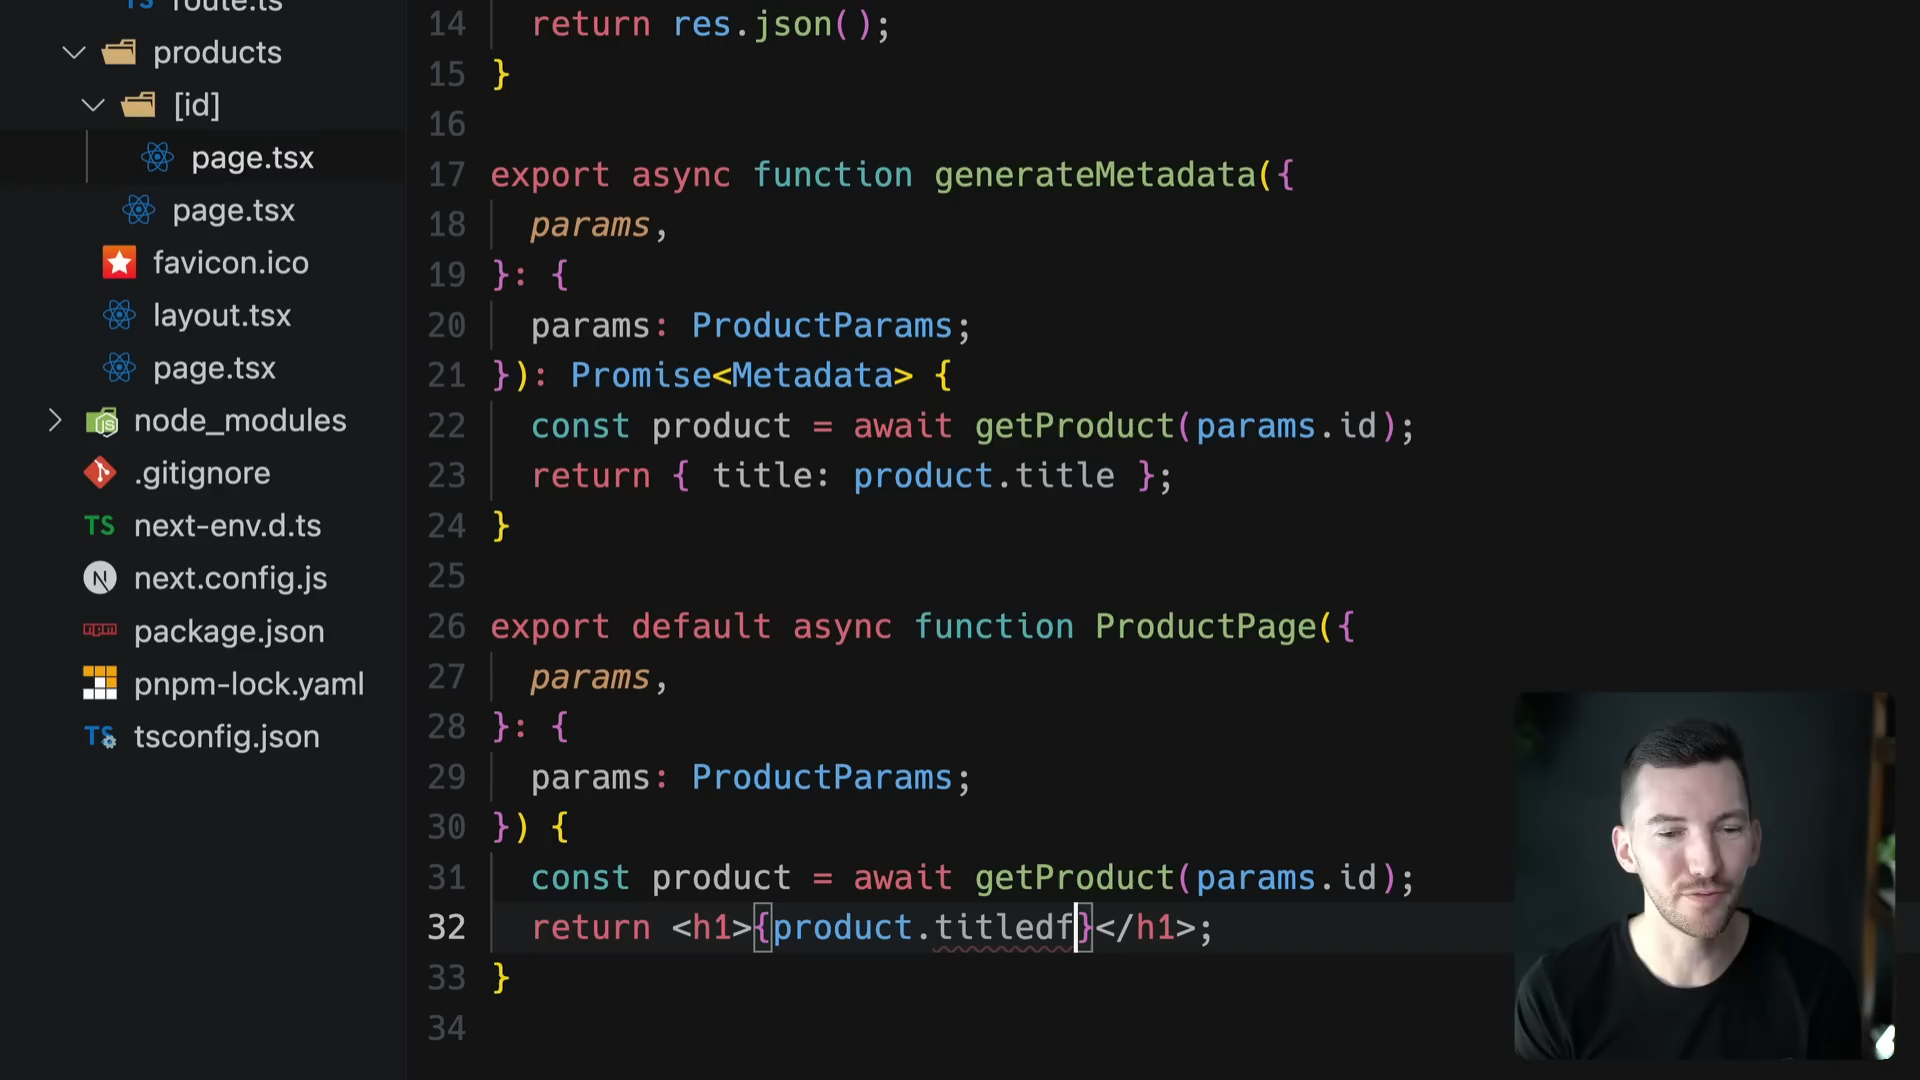 TS route.ts
products
[id]
page.tsx
page.tsx
favicon.ico
layout.tsx
page.tsx
node_modules
.gitignore
TS next-env.d.ts
N next.config.js
package.json
pnpm-lock.yaml
TS tsconfig.json
14 return res.json();
15 }
16
17 export async function generateMetadata({
18 params,
19 }: {
20 params: ProductParams;
21 }): Promise<Metadata> {
22 const product = await getProduct(params.id);
23 return { title: product.title };
24 }
25
26 export default async function ProductPage({
27 params,
28 }: {
29 params: ProductParams;
30 }) {
31 const product = await getProduct(params.id);
32 return <h1>{product.titledf}</h1>;
33 }
34